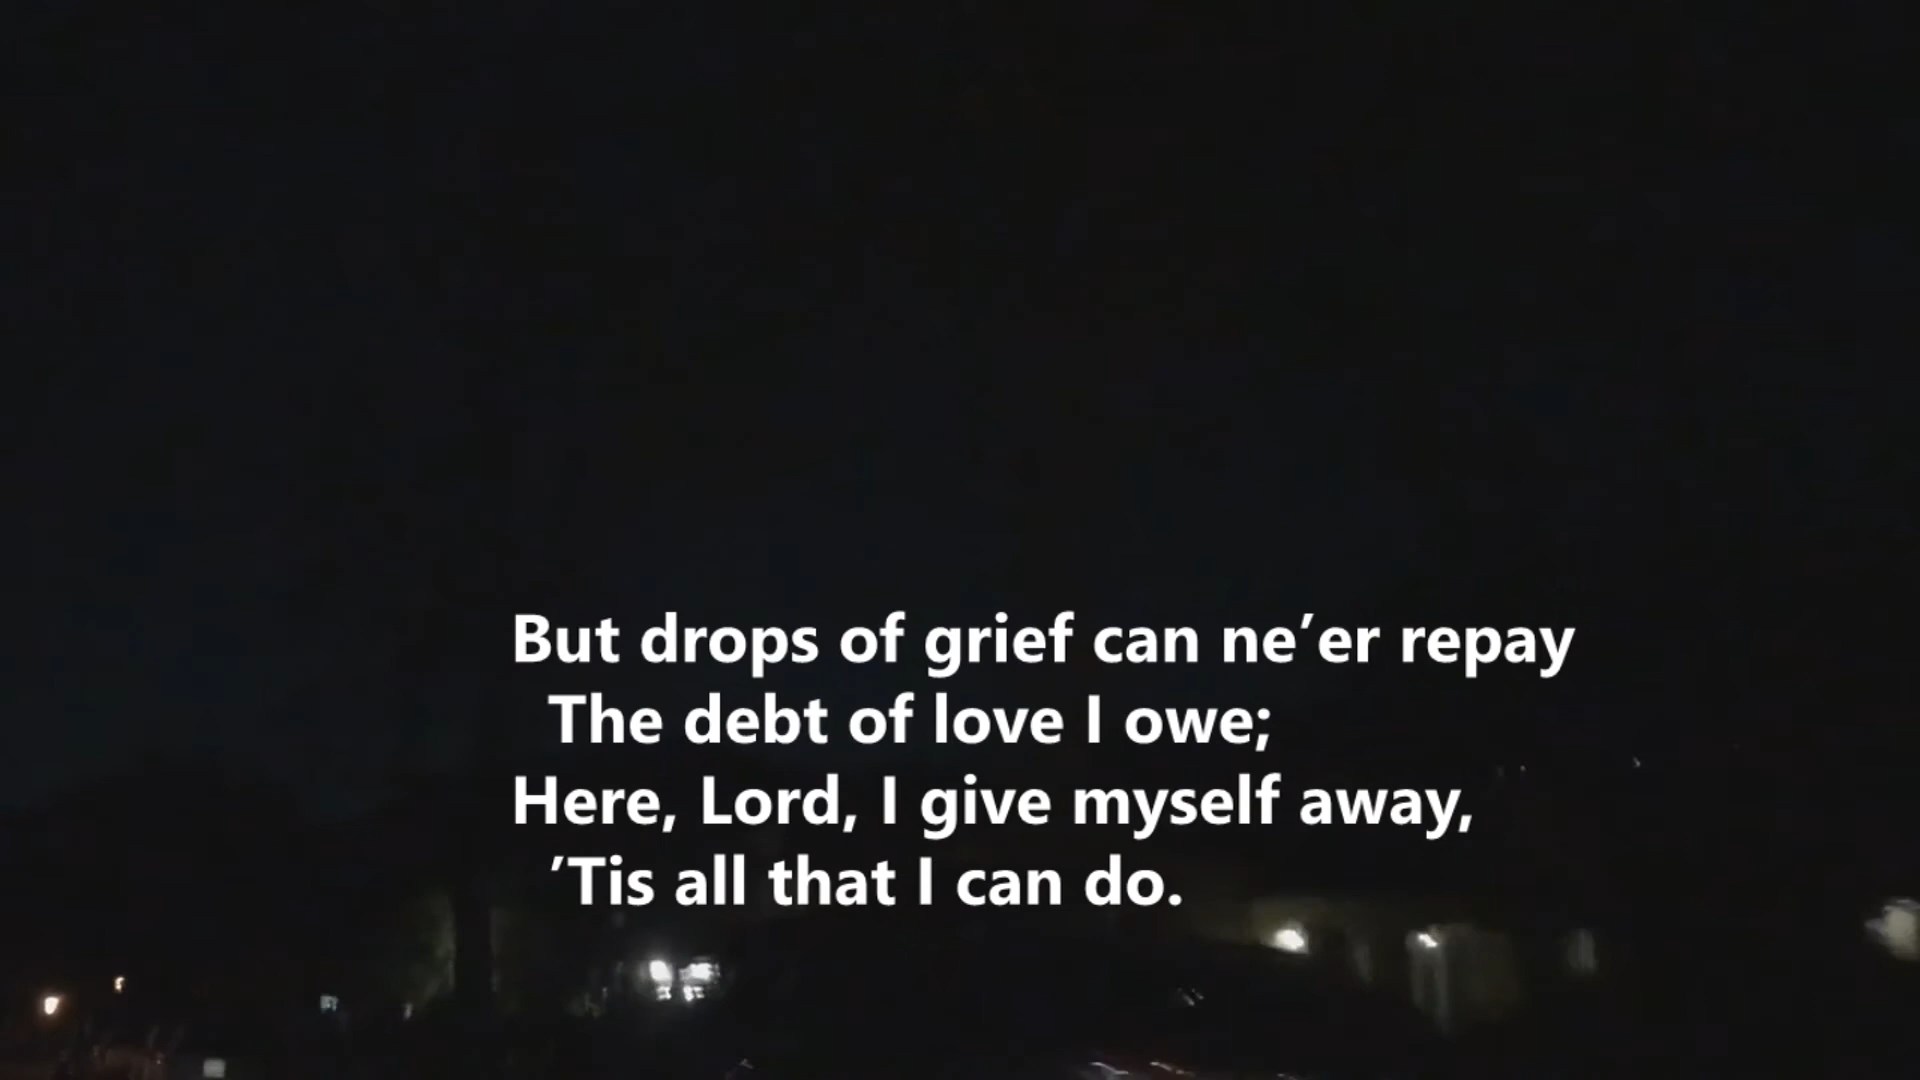 But drops of grief can ne’er repay
The debt of love I owe;
Here, Lord, I give myself away,
’Tis all that I can do.